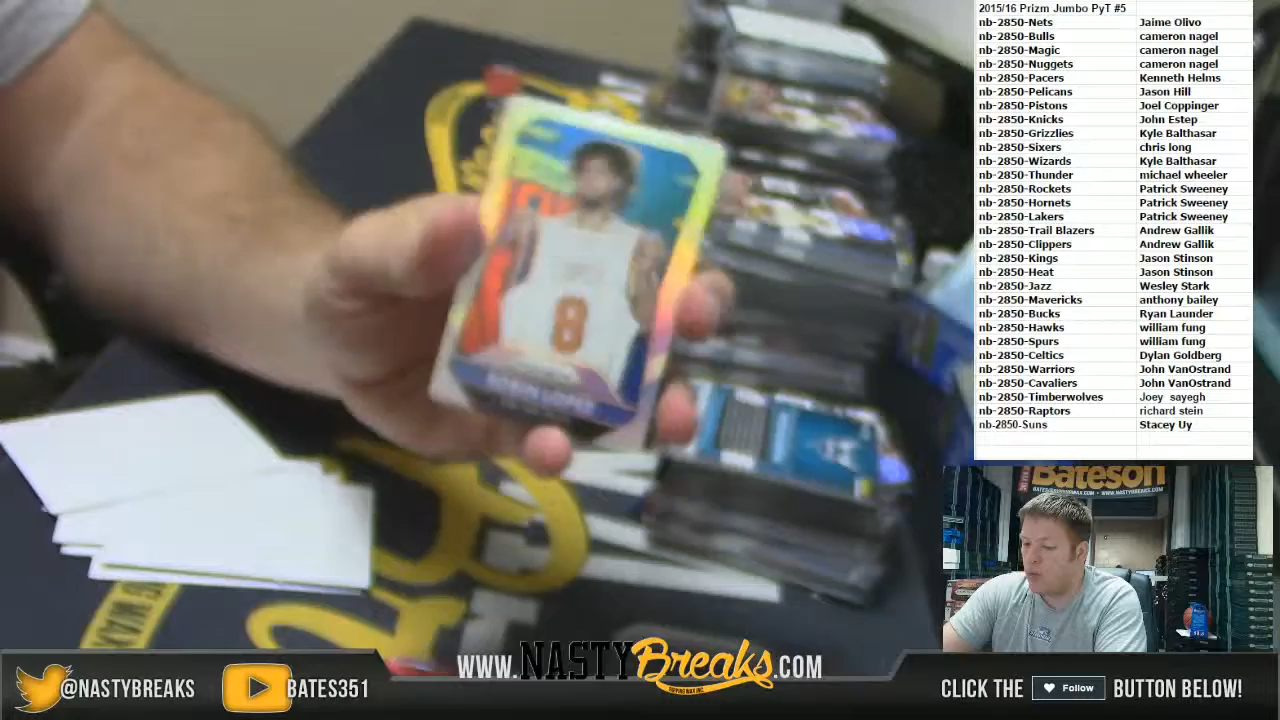 2015/16 Prizm Jumbo PyT #5
nb-2850-Nets Jaime Olivo
nb-2850-Bulls cameron nagel
nb-2850-Magic cameron nagel
nb-2850-Nuggets cameron nagel
nb-2850-Pacers Kenneth Helms
nb-2850-Pelicans Jason Hill
nb-2850-Pistons Joel Coppinger
nb-2850-Knicks John Estep
nb-2850-Grizzlies Kyle Balthasar
nb-2850-Sixers chris long
nb-2850-Wizards Kyle Balthasar
nb-2850-Thunder michael wheeler
nb-2850-Rockets Patrick Sweeney
nb-2850-Hornets Patrick Sweeney
nb-2850-Lakers Patrick Sweeney
nb-2850-Trail Blazers Andrew Gallik
nb-2850-Clippers Andrew Gallik
nb-2850-Kings Jason Stinson
nb-2850-Heat Jason Stinson
nb-2850-Jazz Wesley Stark
nb-2850-Mavericks anthony bailey
nb-2850-Bucks Ryan Launder
nb-2850-Hawks william fung
nb-2850-Spurs william fung
nb-2850-Celtics Dylan Goldberg
nb-2850-Warriors John VanOstrand
nb-2850-Cavaliers John VanOstrand
nb-2850-Timberwolves Joey sayegh
nb-2850-Raptors richard stein
nb-2850-Suns Stacey Uy
8
ROBIN LOPEZ
Bateson
WAX
@NASTYBREAKS
BATES351
WWW.NASTYBreaks.COM
CLICK THE Follow BUTTON BELOW!